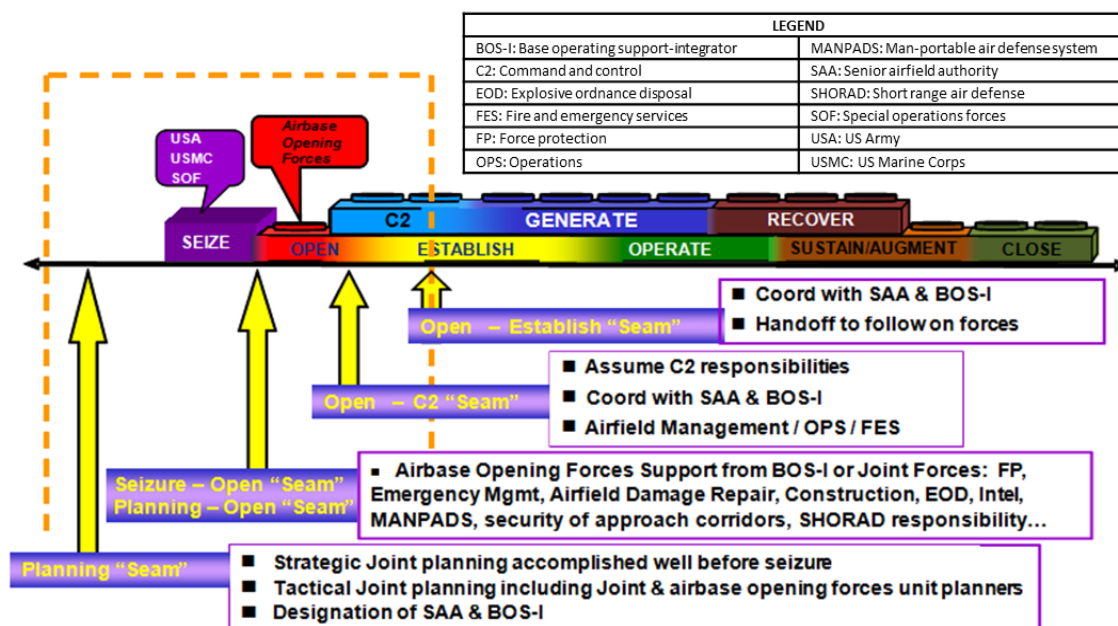 LEGEND
BOS-I: Base operating support-integrator
MANPADS: Man-portable air defense system
C2: Command and control
SAA: Senior airfield authority
EOD: Explosive ordnance disposal
SHORAD: Short range air defense
FES: Fire and emergency services
SOF: Special operations forces
FP: Force protection
USA: US Army
OPS: Operations
USMC: US Marine Corps
USA
USMC
SOF
Airbase
Opening
Forces
C2
GENERATE
RECOVER
SEIZE
OPEN
ESTABLISH
OPERATE
SUSTAIN/AUGMENT
CLOSE
Open – Establish “Seam”
■ Coord with SAA & BOS-I
■ Handoff to follow on forces
Open – C2 “Seam”
■ Assume C2 responsibilities
■ Coord with SAA & BOS-I
■ Airfield Management / OPS / FES
Seizure – Open “Seam”
Planning – Open “Seam”
■ Airbase Opening Forces Support from BOS-I or Joint Forces: FP,
Emergency Mgmt, Airfield Damage Repair, Construction, EOD, Intel,
MANPADS, security of approach corridors, SHORAD responsibility…
Planning “Seam”
■ Strategic Joint planning accomplished well before seizure
■ Tactical Joint planning including Joint & airbase opening forces unit planners
■ Designation of SAA & BOS-I